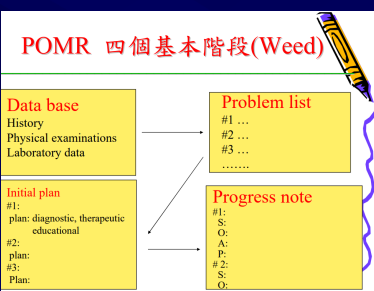 POMR 四個基本階段(Weed)
Data base
History
Physical examinations
Laboratory data
Problem list
#1 …
#2 …
#3 …
…….
Initial plan
#1:
plan: diagnostic, therapeutic
educational
#2:
plan:
#3:
Plan:
Progress note
#1:
S:
O:
A:
P:
# 2:
S:
O: